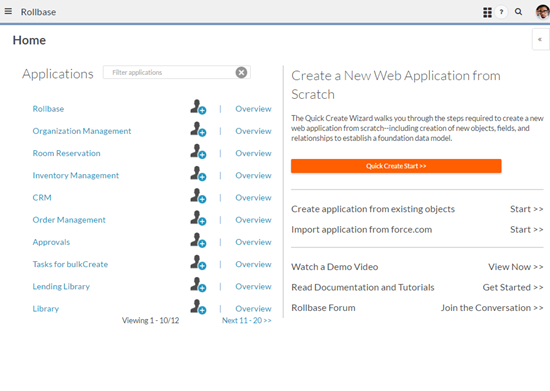 Rollbase
?
Home
<
Applications
Filter applications
Rollbase | Overview
Organization Management | Overview
Room Reservation | Overview
Inventory Management | Overview
CRM | Overview
Order Management | Overview
Approvals | Overview
Tasks for bulkCreate | Overview
Lending Library | Overview
Library | Overview
Viewing 1 - 10/12 Next 11 - 20 >>
Create a New Web Application from
Scratch
The Quick Create Wizard walks you through the steps required to create a new
web application from scratch--including creation of new objects, fields, and
relationships to establish a foundation data model.
Quick Create Start >>
Create application from existing objects Start >>
Import application from force.com Start >>
Watch a Demo Video View Now >>
Read Documentation and Tutorials Get Started >>
Rollbase Forum Join the Conversation >>